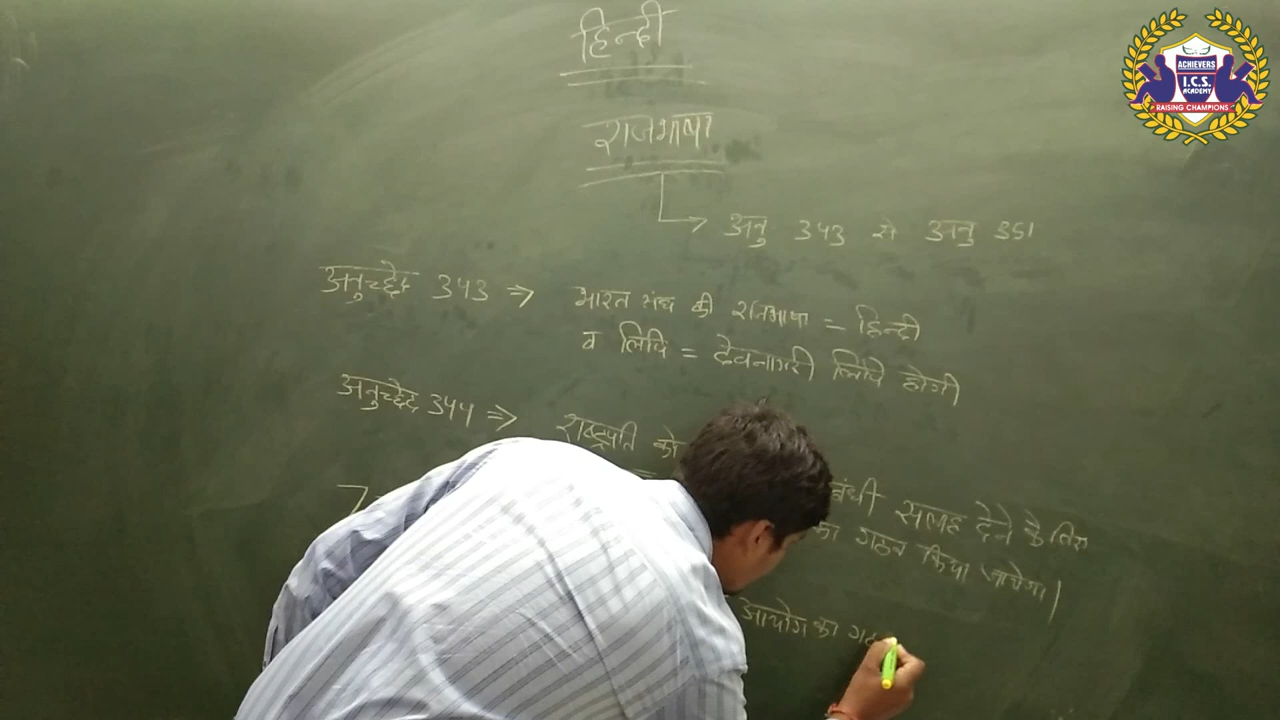 ACHIEVERS
I.C.S.
ACADEMY
RAISING CHAMPIONS
हिन्दी
राजभाषा
अनु 343 से अनु 351
अनुच्छेद 343 ⇒ भारत संघ की राजभाषा = हिन्दी
व लिपि = देवनागरी लिपि होगी
अनुच्छेद 344 ⇒ राष्ट्रपति को
बंधी सलाह देने के लिए
का गठन किया जायेगा।
आयोग का